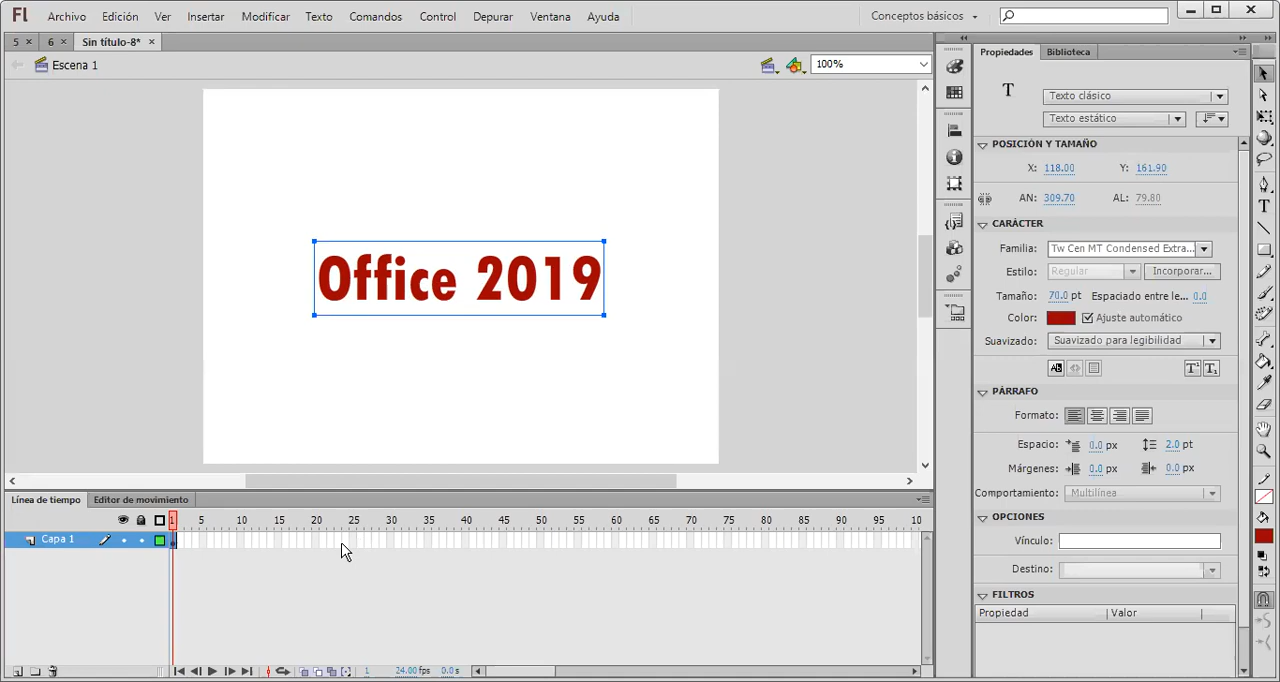 Fl Archivo Edición Ver Insertar Modificar Texto Comandos Control Depurar Ventana Ayuda Conceptos básicos
5 × 6 × Sin título-8* ×
Escena 1 100%
Office 2019
Propiedades Biblioteca
T Texto clásico
Texto estático
POSICIÓN Y TAMAÑO
X: 118.00 Y: 161.90
AN: 309.70 AL: 79.80
CARÁCTER
Familia: Tw Cen MT Condensed Extra...
Estilo: Regular Incorporar...
Tamaño: 70.0 pt Espaciado entre le... 0.0
Color: Ajuste automático
Suavizado: Suavizado para legibilidad
PÁRRAFO
Formato:
Espacio: 0.0 px 2.0 pt
Márgenes: 0.0 px 0.0 px
Comportamiento: Multilínea
OPCIONES
Vínculo:
Destino:
FILTROS
Propiedad Valor
Línea de tiempo Editor de movimiento
1 5 10 15 20 25 30 35 40 45 50 55 60 65 70 75 80 85 90 95 10
Capa 1
1 24.00 fps 0.0 s